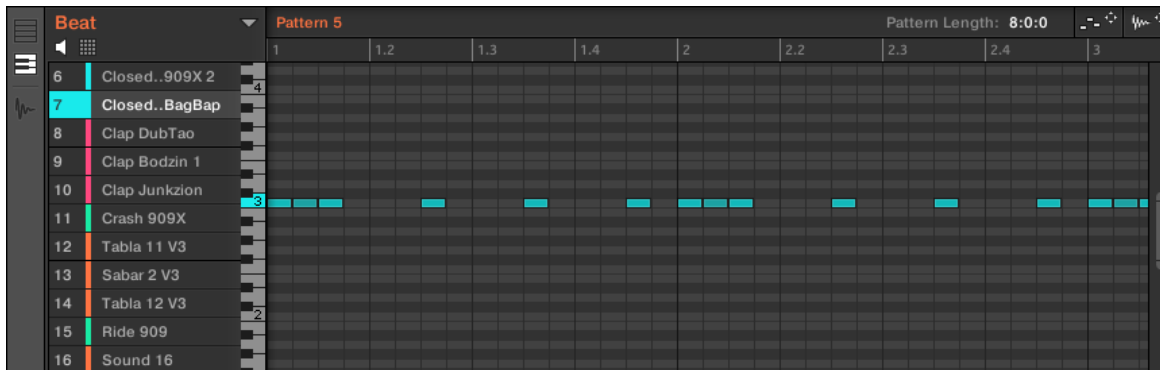 Beat
Pattern 5
Pattern Length: 8:0:0
1 1.2 1.3 1.4 2 2.2 2.3 2.4 3
6 Closed..909X 2
4
7 Closed..BagBap
8 Clap DubTao
9 Clap Bodzin 1
10 Clap Junkzion
3
11 Crash 909X
12 Tabla 11 V3
13 Sabar 2 V3
14 Tabla 12 V3
2
15 Ride 909
16 Sound 16